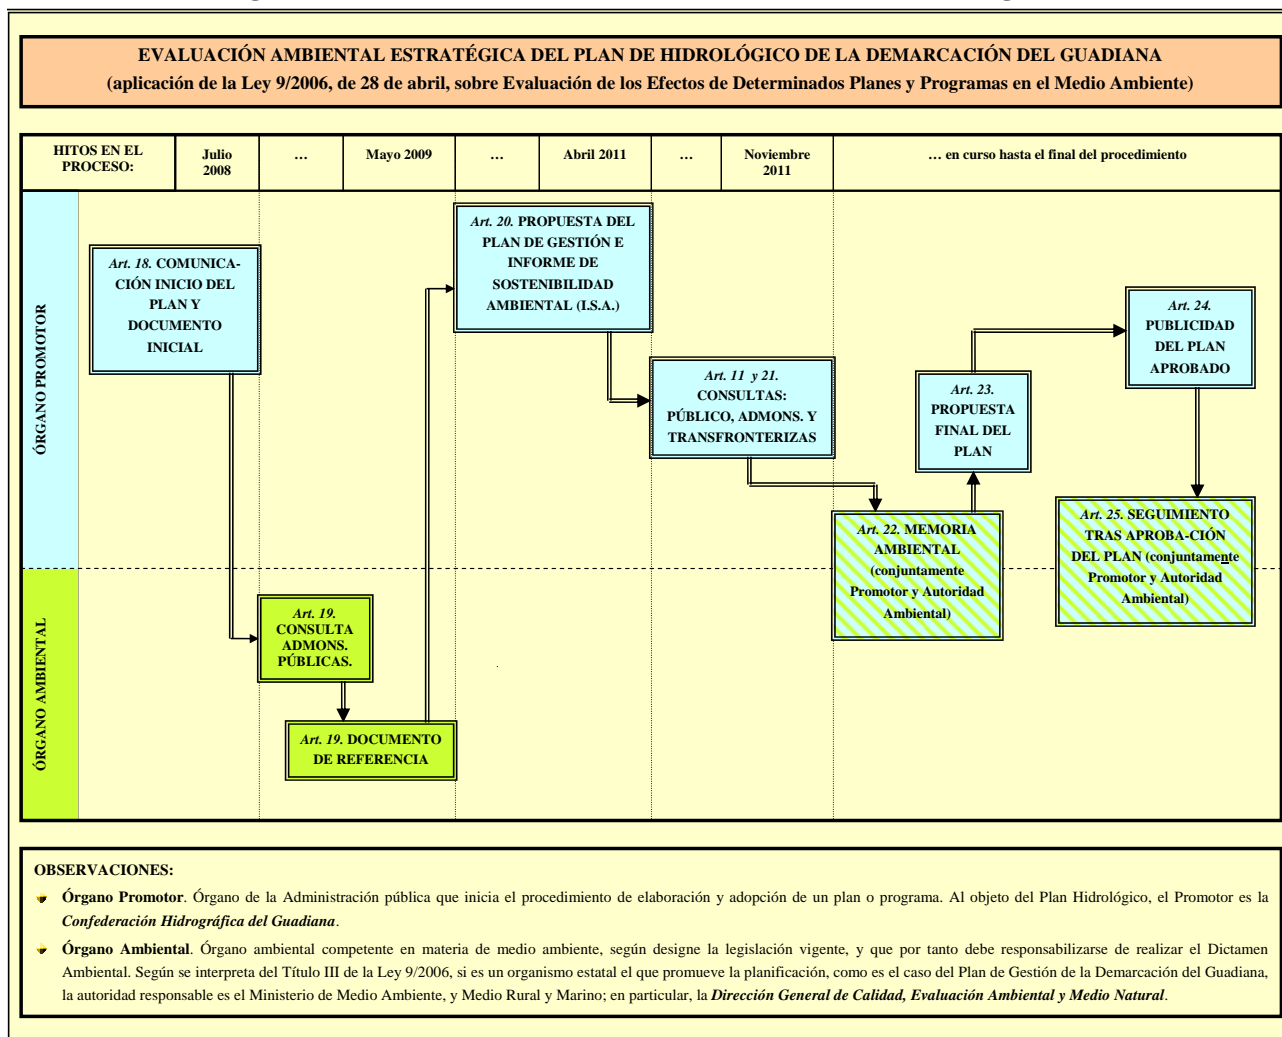 EVALUACIÓN AMBIENTAL ESTRATÉGICA DEL PLAN DE HIDROLÓGICO DE LA DEMARCACIÓN DEL GUADIANA
(aplicación de la Ley 9/2006, de 28 de abril, sobre Evaluación de los Efectos de Determinados Planes y Programas en el Medio Ambiente)
HITOS EN EL
PROCESO:
Julio
2008
...
Mayo 2009
...
Abril 2011
...
Noviembre
2011
... en curso hasta el final del procedimiento
ÓRGANO PROMOTOR
Art. 18. COMUNICA-
CIÓN INICIO DEL
PLAN Y
DOCUMENTO
INICIAL
Art. 20. PROPUESTA DEL
PLAN DE GESTIÓN E
INFORME DE
SOSTENIBILIDAD
AMBIENTAL (I.S.A.)
Art. 11 y 21.
CONSULTAS:
PÚBLICO, ADMONS. Y
TRANSFRONTERIZAS
Art. 23.
PROPUESTA
FINAL DEL
PLAN
Art. 24.
PUBLICIDAD
DEL PLAN
APROBADO
Art. 22. MEMORIA
AMBIENTAL
(conjuntamente
Promotor y Autoridad
Ambiental)
Art. 25. SEGUIMIENTO
TRAS APROBA-CIÓN
DEL PLAN (conjuntamente
Promotor y Autoridad
Ambiental)
ÓRGANO AMBIENTAL
Art. 19.
CONSULTA
ADMONS.
PÚBLICAS.
Art. 19. DOCUMENTO
DE REFERENCIA
OBSERVACIONES:
Órgano Promotor. Órgano de la Administración pública que inicia el procedimiento de elaboración y adopción de un plan o programa. Al objeto del Plan Hidrológico, el Promotor es la
Confederación Hidrográfica del Guadiana.
Órgano Ambiental. Órgano ambiental competente en materia de medio ambiente, según designe la legislación vigente, y que por tanto debe responsabilizarse de realizar el Dictamen
Ambiental. Según se interpreta del Título III de la Ley 9/2006, si es un organismo estatal el que promueve la planificación, como es el caso del Plan de Gestión de la Demarcación del Guadiana,
la autoridad responsable es el Ministerio de Medio Ambiente, y Medio Rural y Marino; en particular, la Dirección General de Calidad, Evaluación Ambiental y Medio Natural.